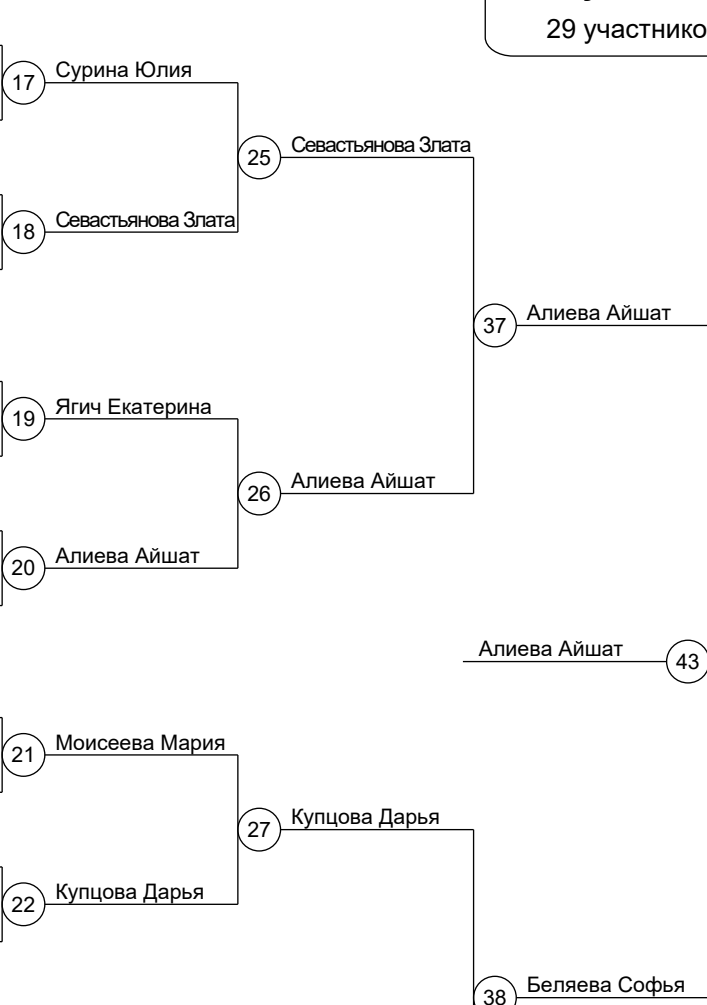 29 участнико
17 Сурина Юлия
25 Севастьянова Злата
18 Севастьянова Злата
37 Алиева Айшат
19 Ягич Екатерина
26 Алиева Айшат
20 Алиева Айшат
Алиева Айшат 43
21 Моисеева Мария
27 Купцова Дарья
22 Купцова Дарья
38 Беляева Софья